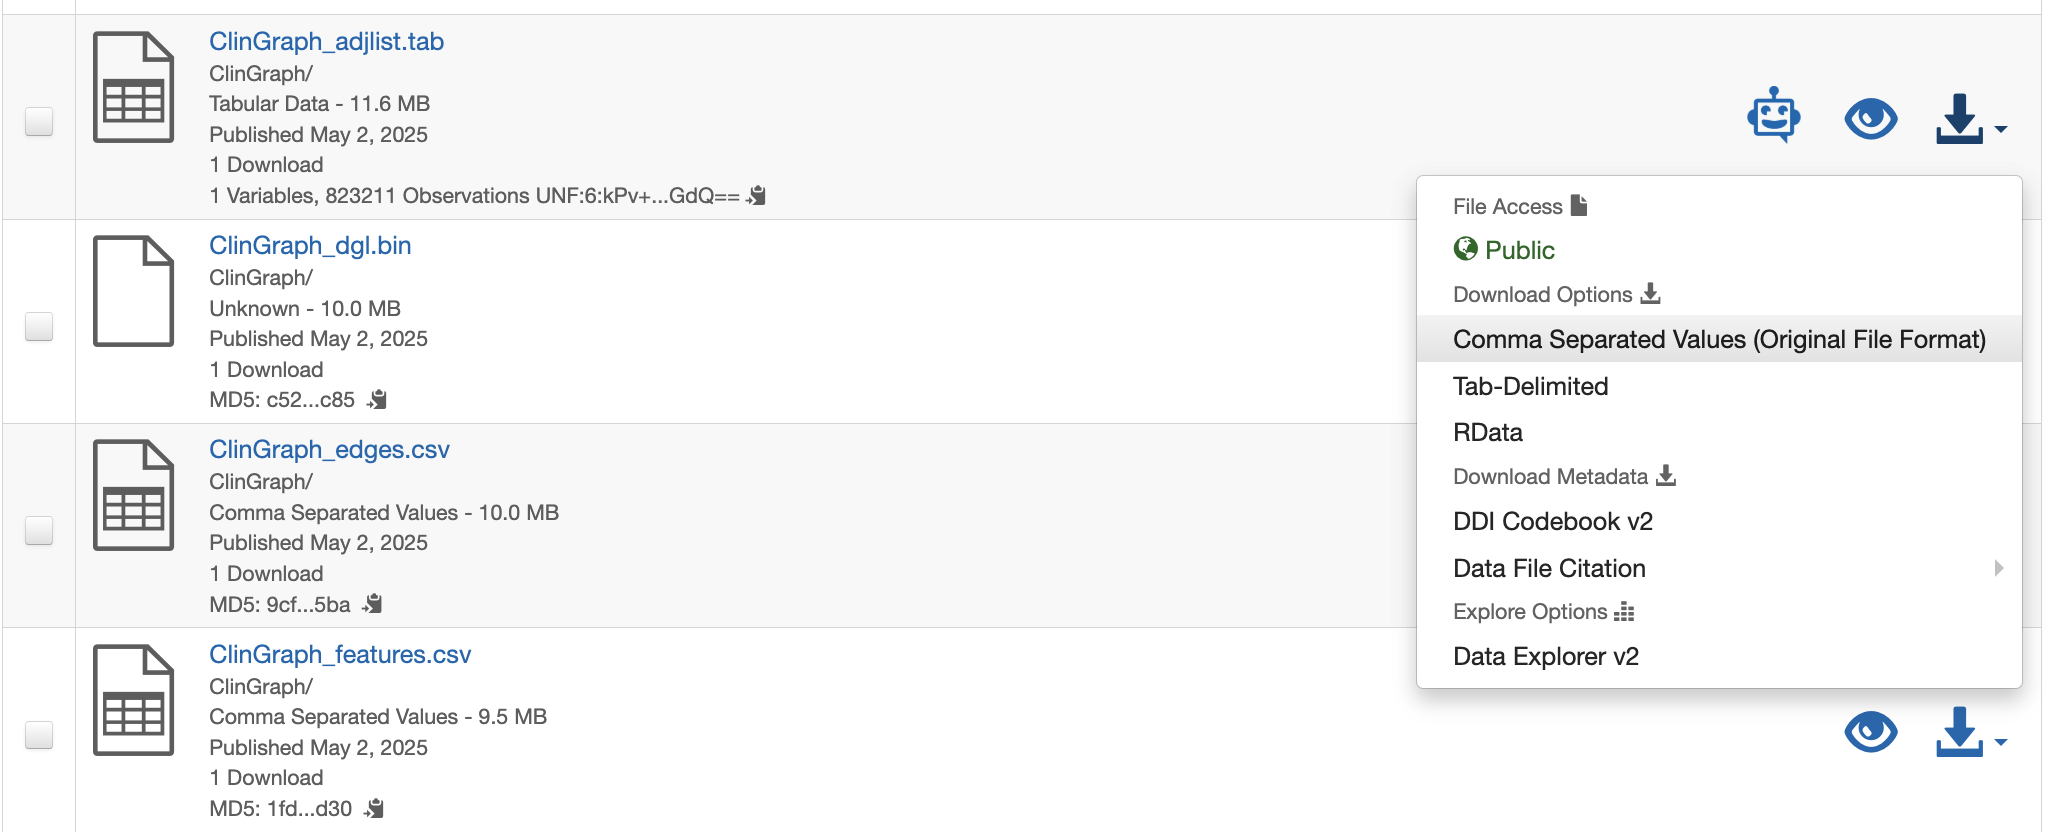 ClinGraph_adjlist.tab
ClinGraph/
Tabular Data - 11.6 MB
Published May 2, 2025
1 Download
1 Variables, 823211 Observations UNF:6:kPv+...GdQ==
ClinGraph_dgl.bin
ClinGraph/
Unknown - 10.0 MB
Published May 2, 2025
1 Download
MD5: c52...c85
ClinGraph_edges.csv
ClinGraph/
Comma Separated Values - 10.0 MB
Published May 2, 2025
1 Download
MD5: 9cf...5ba
ClinGraph_features.csv
ClinGraph/
Comma Separated Values - 9.5 MB
Published May 2, 2025
1 Download
MD5: 1fd...d30
File Access
Public
Download Options
Comma Separated Values (Original File Format)
Tab-Delimited
RData
Download Metadata
DDI Codebook v2
Data File Citation
Explore Options
Data Explorer v2